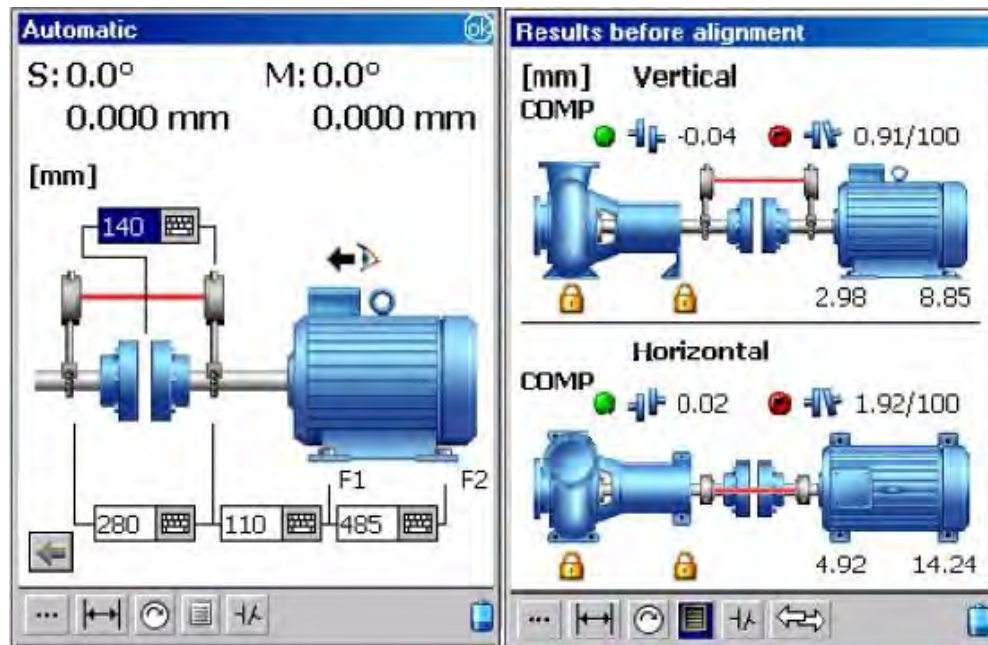 Automatic
ok
S: 0.0° M: 0.0°
0.000 mm 0.000 mm
[mm]
140
F1 F2
280 110 485
...
Results before alignment
[mm] Vertical
COMP
-0.04 0.91/100
2.98 8.85
Horizontal
COMP
0.02 1.92/100
4.92 14.24
...